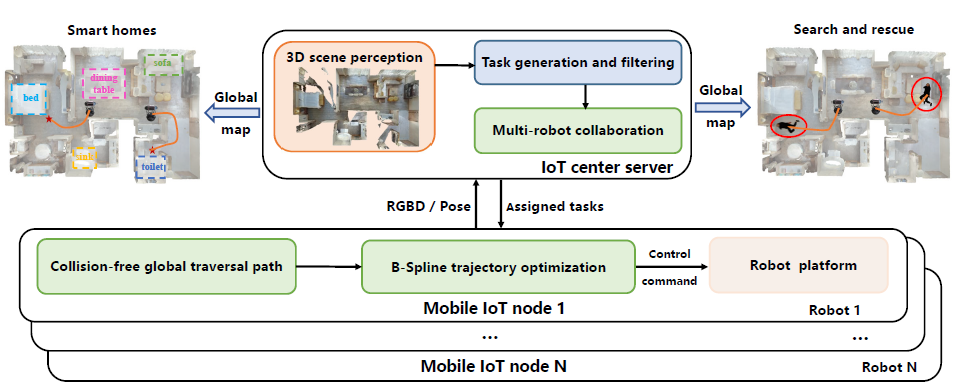 Smart homes
Search and rescue
sofa
dining
table
bed
sink
toilet
Global
map
3D scene perception
Task generation and filtering
Multi-robot collaboration
IoT center server
Global
map
RGBD / Pose
Assigned tasks
Collision-free global traversal path
B-Spline trajectory optimization
Control
command
Robot platform
Mobile IoT node 1
Robot 1
...
...
Mobile IoT node N
Robot N